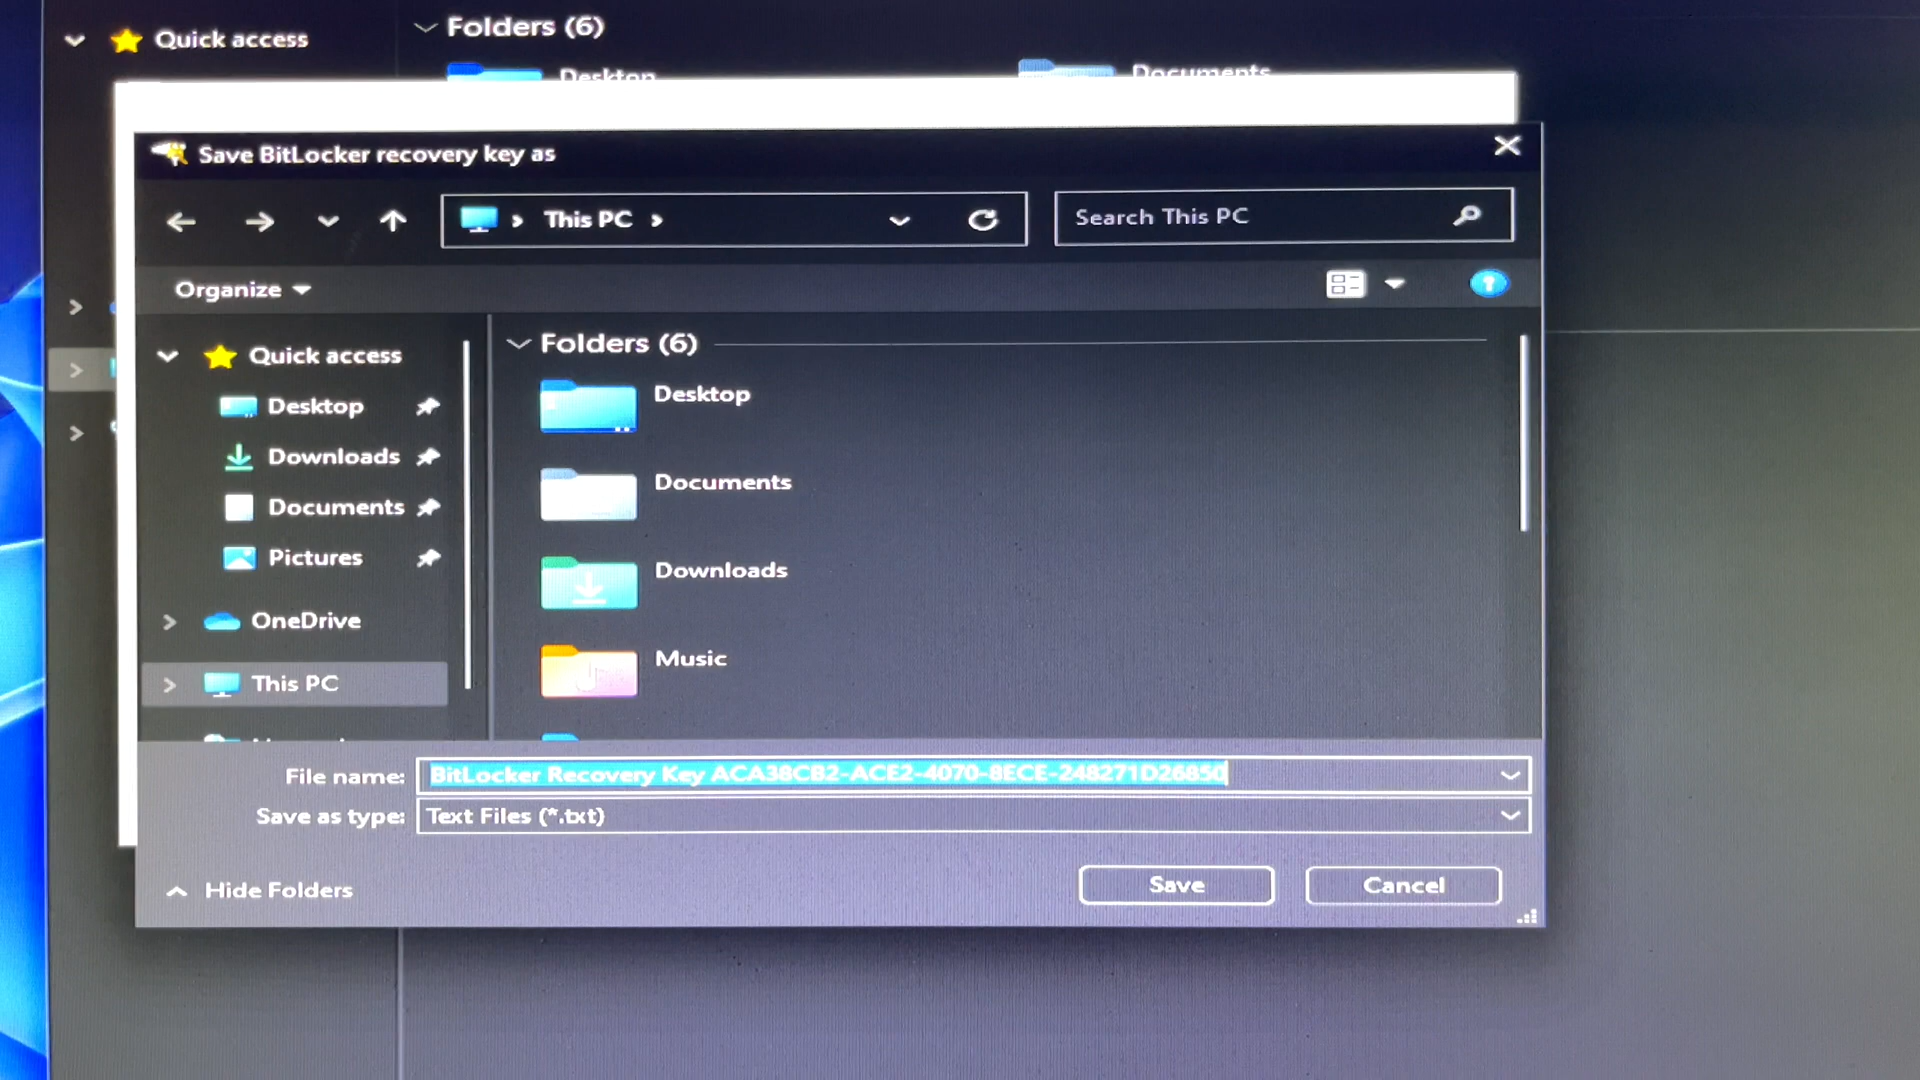 Quick access
Folders (6)
Desktop
Documents
Save BitLocker recovery key as
This PC
Search This PC
Organize
Quick access
Desktop
Downloads
Documents
Pictures
OneDrive
This PC
Folders (6)
Desktop
Documents
Downloads
Music
File name: BitLocker Recovery Key ACA38CB2-ACE2-4070-8ECE-248271D26850
Save as type: Text Files (*.txt)
Hide Folders
Save
Cancel